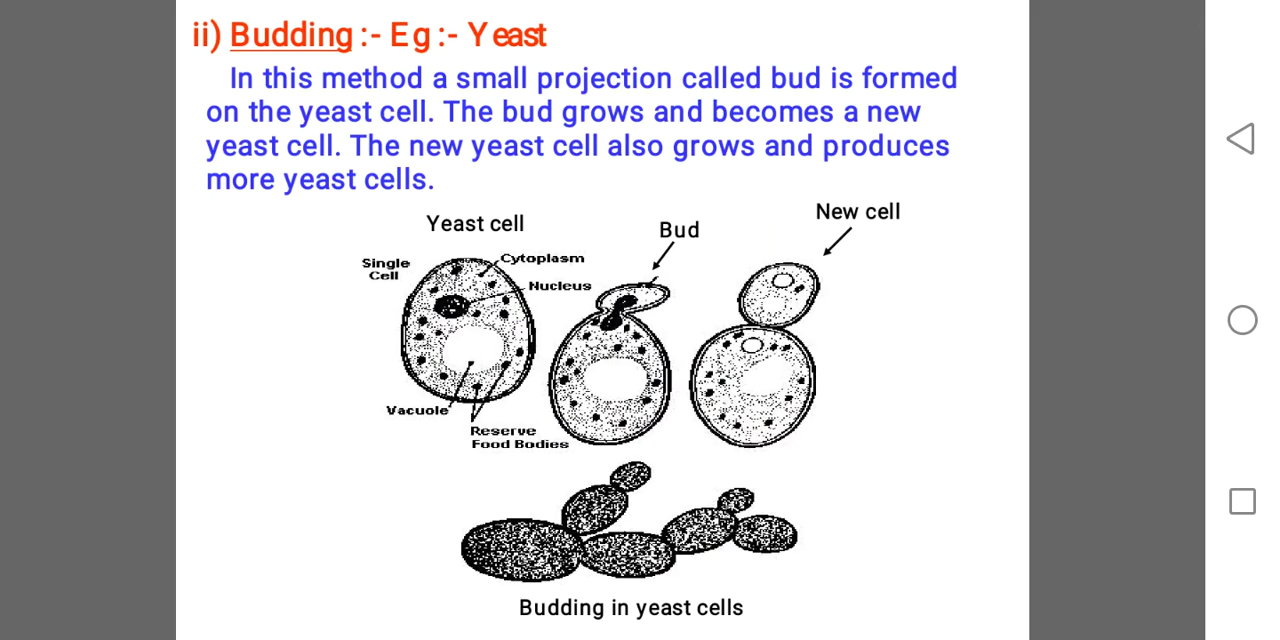 ii) Budding :- Eg :- Yeast
In this method a small projection called bud is formed
on the yeast cell. The bud grows and becomes a new
yeast cell. The new yeast cell also grows and produces
more yeast cells.
Yeast cell
Bud
New cell
Single
Cell
Cytoplasm
Nucleus
Vacuole
Reserve
Food Bodies
Budding in yeast cells